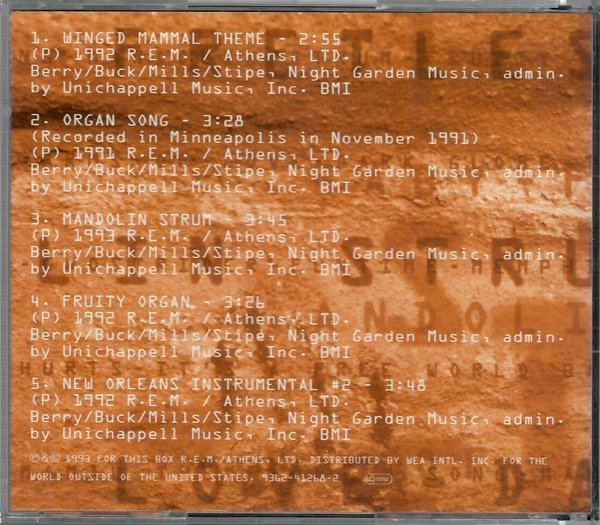 1. WINGED MAMMAL THEME - 2:55
(P) 1992 R.E.M. / Athens, LTD.
Berry/Buck/Mills/Stipe, Night Garden Music, admin.
by Unichappell Music, Inc. BMI
2. ORGAN SONG - 3:28
(Recorded in Minneapolis in November 1991)
(P) 1991 R.E.M. / Athens, LTD.
Berry/Buck/Mills/Stipe, Night Garden Music, admin.
by Unichappell Music, Inc. BMI
3. MANDOLIN STRUM - 3:45
(P) 1993 R.E.M. / Athens, LTD.
Berry/Buck/Mills/Stipe, Night Garden Music, admin.
by Unichappell Music, Inc. BMI
4. FRUITY ORGAN - 3:26
(P) 1992 R.E.M. / Athens, LTD.
Berry/Buck/Mills/Stipe, Night Garden Music, admin.
by Unichappell Music, Inc. BMI
5. NEW ORLEANS INSTRUMENTAL #2 - 3:48
(P) 1992 R.E.M. / Athens, LTD.
Berry/Buck/Mills/Stipe, Night Garden Music, admin.
by Unichappell Music, Inc. BMI
℗&© 1993 FOR THIS BOX R.E.M./ATHENS, LTD. DISTRIBUTED BY WEA INTL. INC. FOR THE
WORLD OUTSIDE OF THE UNITED STATES, 9362-41268-2